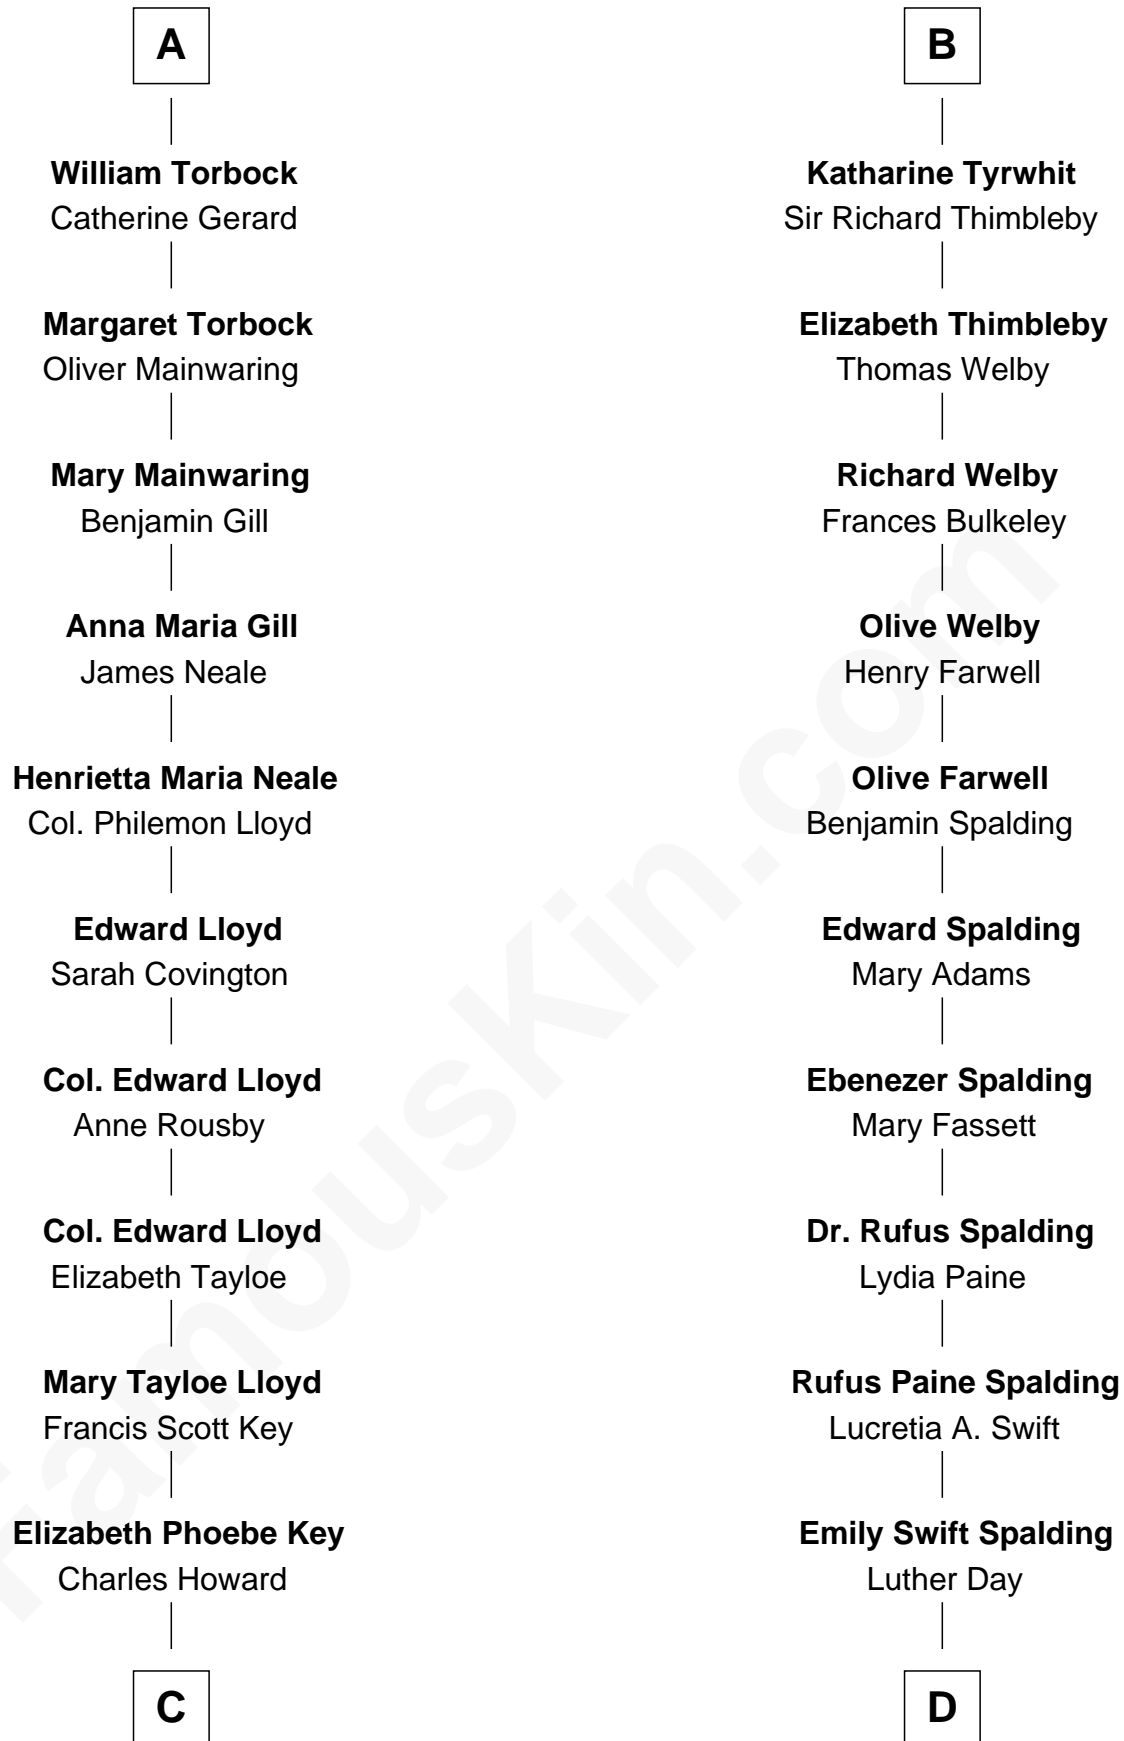 A
William Torbock
Catherine Gerard
Margaret Torbock
Oliver Mainwaring
Mary Mainwaring
Benjamin Gill
Anna Maria Gill
James Neale
Henrietta Maria Neale
Col. Philemon Lloyd
Edward Lloyd
Sarah Covington
Col. Edward Lloyd
Anne Rousby
Col. Edward Lloyd
Elizabeth Tayloe
Mary Tayloe Lloyd
Francis Scott Key
Elizabeth Phoebe Key
Charles Howard
C
B
Katharine Tyrwhit
Sir Richard Thimbleby
Elizabeth Thimbleby
Thomas Welby
Richard Welby
Frances Bulkeley
Olive Welby
Henry Farwell
Olive Farwell
Benjamin Spalding
Edward Spalding
Mary Adams
Ebenezer Spalding
Mary Fassett
Dr. Rufus Spalding
Lydia Paine
Rufus Paine Spalding
Lucretia A. Swift
Emily Swift Spalding
Luther Day
D
FamousKin.com